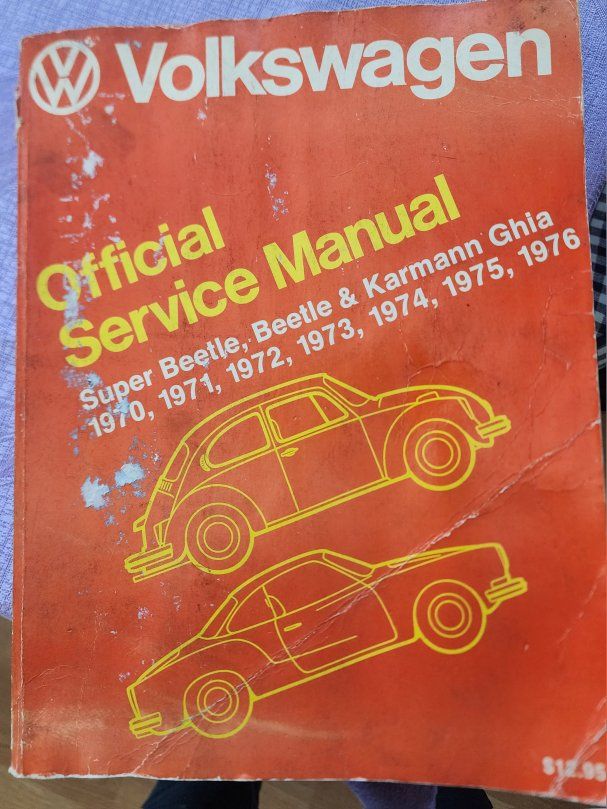 Volkswagen
Official
Service Manual
Super Beetle, Beetle & Karmann Ghia
1970, 1971, 1972, 1973, 1974, 1975, 1976